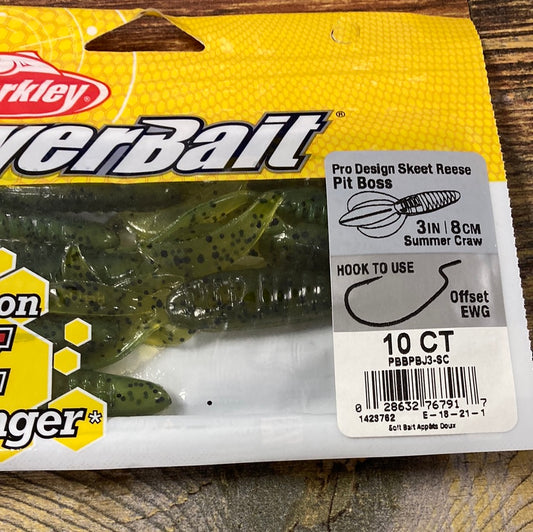 rkley
werBait®
Pro Design Skeet Reese
Pit Boss
3IN | 8CM
Summer Craw
HOOK TO USE
Offset
EWG
10 CT
PBBPBJ3-SC
0 28632 76791 7
1423762 E-18-21-1
Soft Bait Appâts Doux
on
nger*